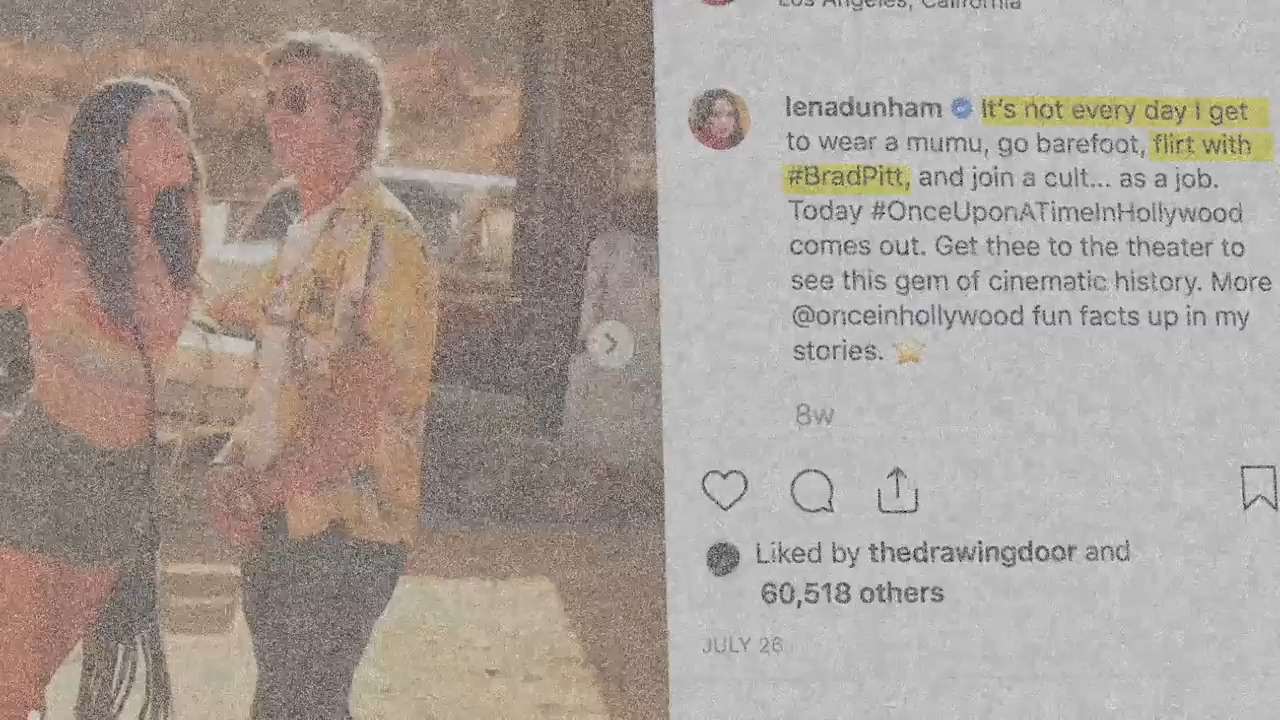 Los Angeles, California
lenadunham It's not every day I get
to wear a mumu, go barefoot, flirt with
#BradPitt, and join a cult... as a job.
Today #OnceUponATimeInHollywood
comes out. Get thee to the theater to
see this gem of cinematic history. More
@onceinhollywood fun facts up in my
stories.
8w
Liked by thedrawingdoor and
60,518 others
JULY 26